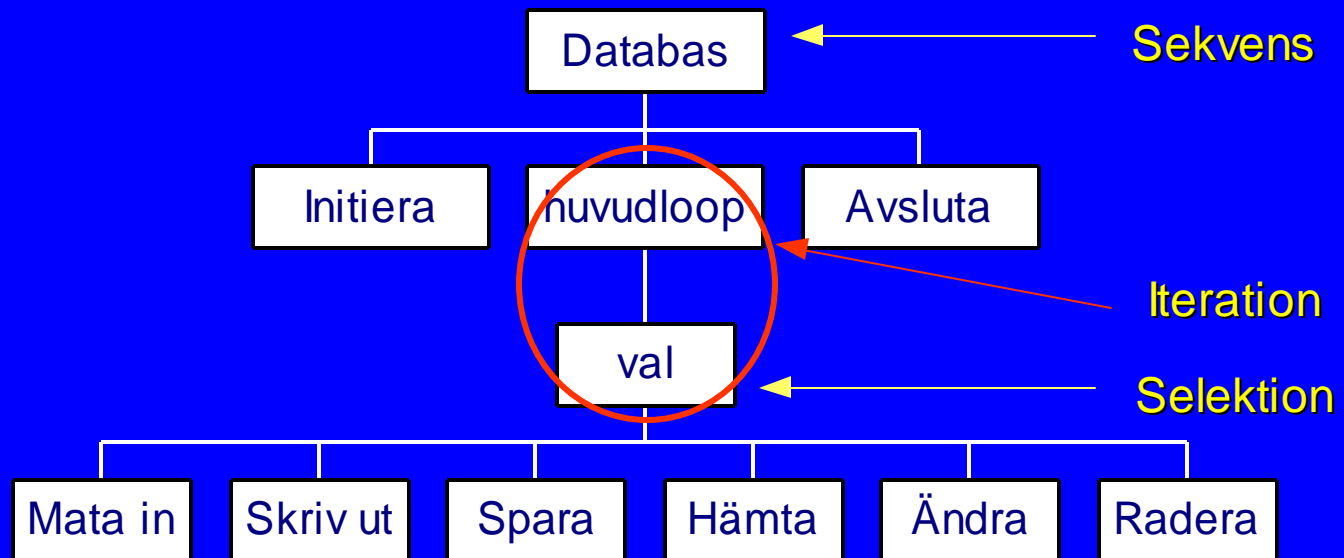 Databas
Sekvens
Initiera
huvudloop
Avsluta
Iteration
val
Selektion
Mata in
Skriv ut
Spara
Hämta
Ändra
Radera